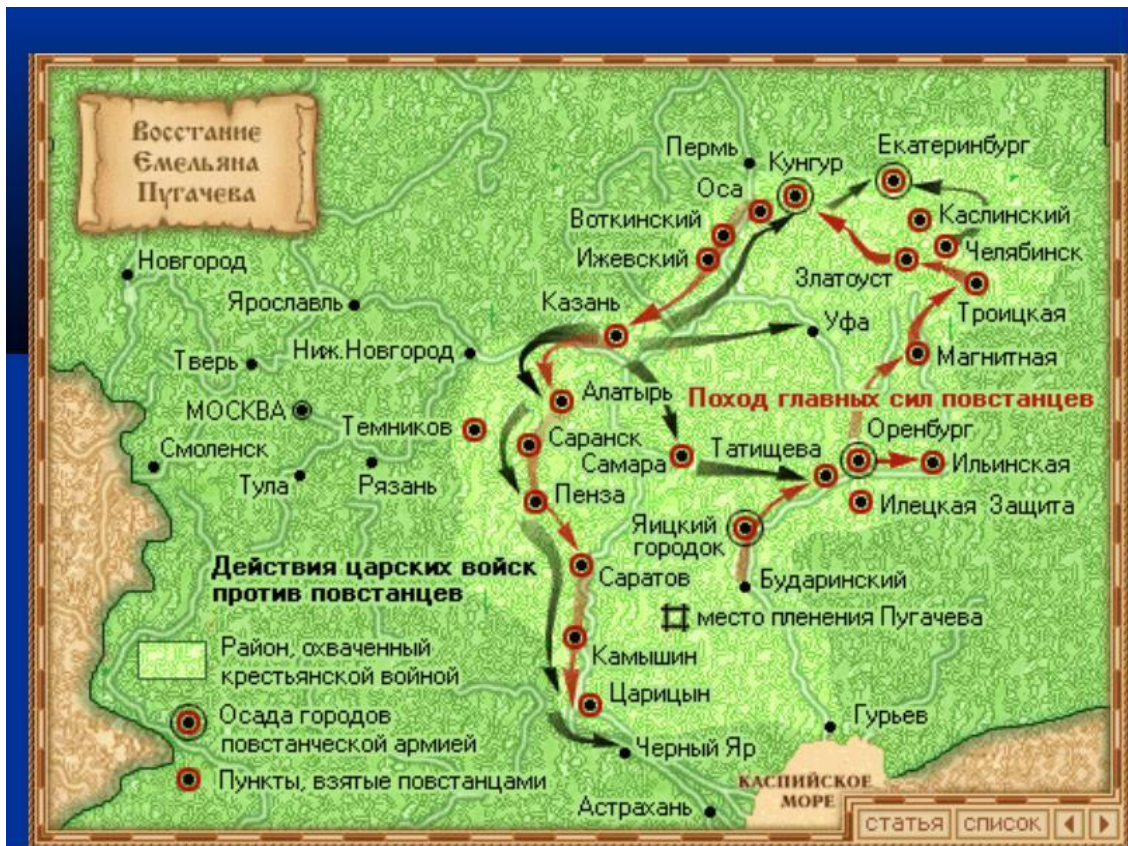 Восстание
Емельяна
Пугачева
Пермь
Кунгур
Екатеринбург
Оса
Воткинский
Каслинский
Ижевский
Челябинск
Новгород
Златоуст
Ярославль
Казань
Троицкая
Уфа
Тверь
Ниж.Новгород
Магнитная
МОСКВА
Алатырь
Поход главных сил повстанцев
Темников
Смоленск
Саранск
Оренбург
Татищева
Самара
Ильинская
Тула
Рязань
Пенза
Илецкая Защита
Яицкий
городок
Действия царских войск
против повстанцев
Саратов
Бударинский
место пленения Пугачева
Район, охваченный
крестьянской войной
Камышин
Царицын
Осада городов
повстанческой армией
Гурьев
Черный Яр
Пункты, взятые повстанцами
КАСПИЙСКОЕ
МОРЕ
Астрахань
статья список